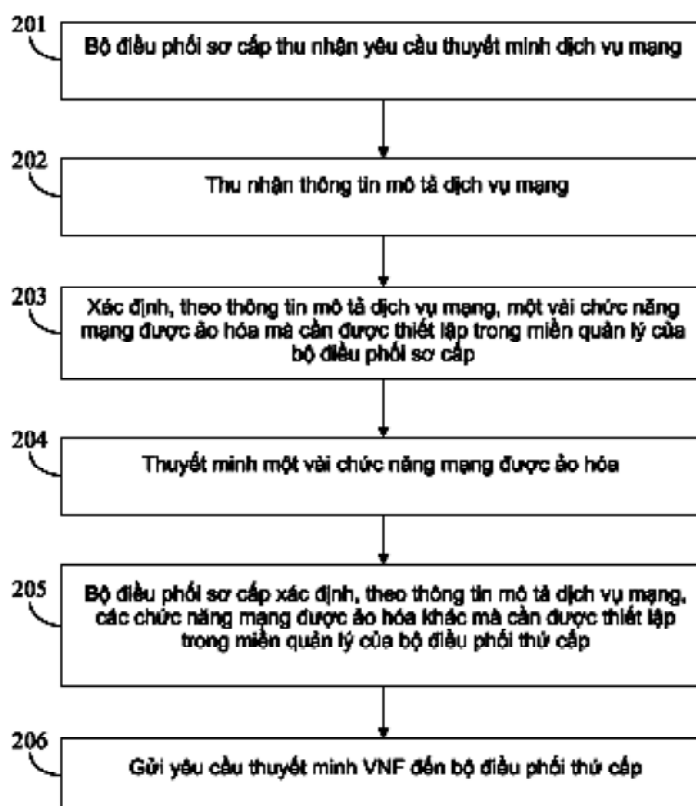 201
Bộ điều phối sơ cấp thu nhận yêu cầu thuyết minh dịch vụ mạng
202
Thu nhận thông tin mô tả dịch vụ mạng
203
Xác định, theo thông tin mô tả dịch vụ mạng, một vài chức năng
mạng được ảo hóa mà cần được thiết lập trong miền quản lý của
bộ điều phối sơ cấp
204
Thuyết minh một vài chức năng mạng được ảo hóa
205
Bộ điều phối sơ cấp xác định, theo thông tin mô tả dịch vụ mạng,
các chức năng mạng được ảo hóa khác mà cần được thiết lập
trong miền quản lý của bộ điều phối thứ cấp
206
Gửi yêu cầu thuyết minh VNF đến bộ điều phối thứ cấp